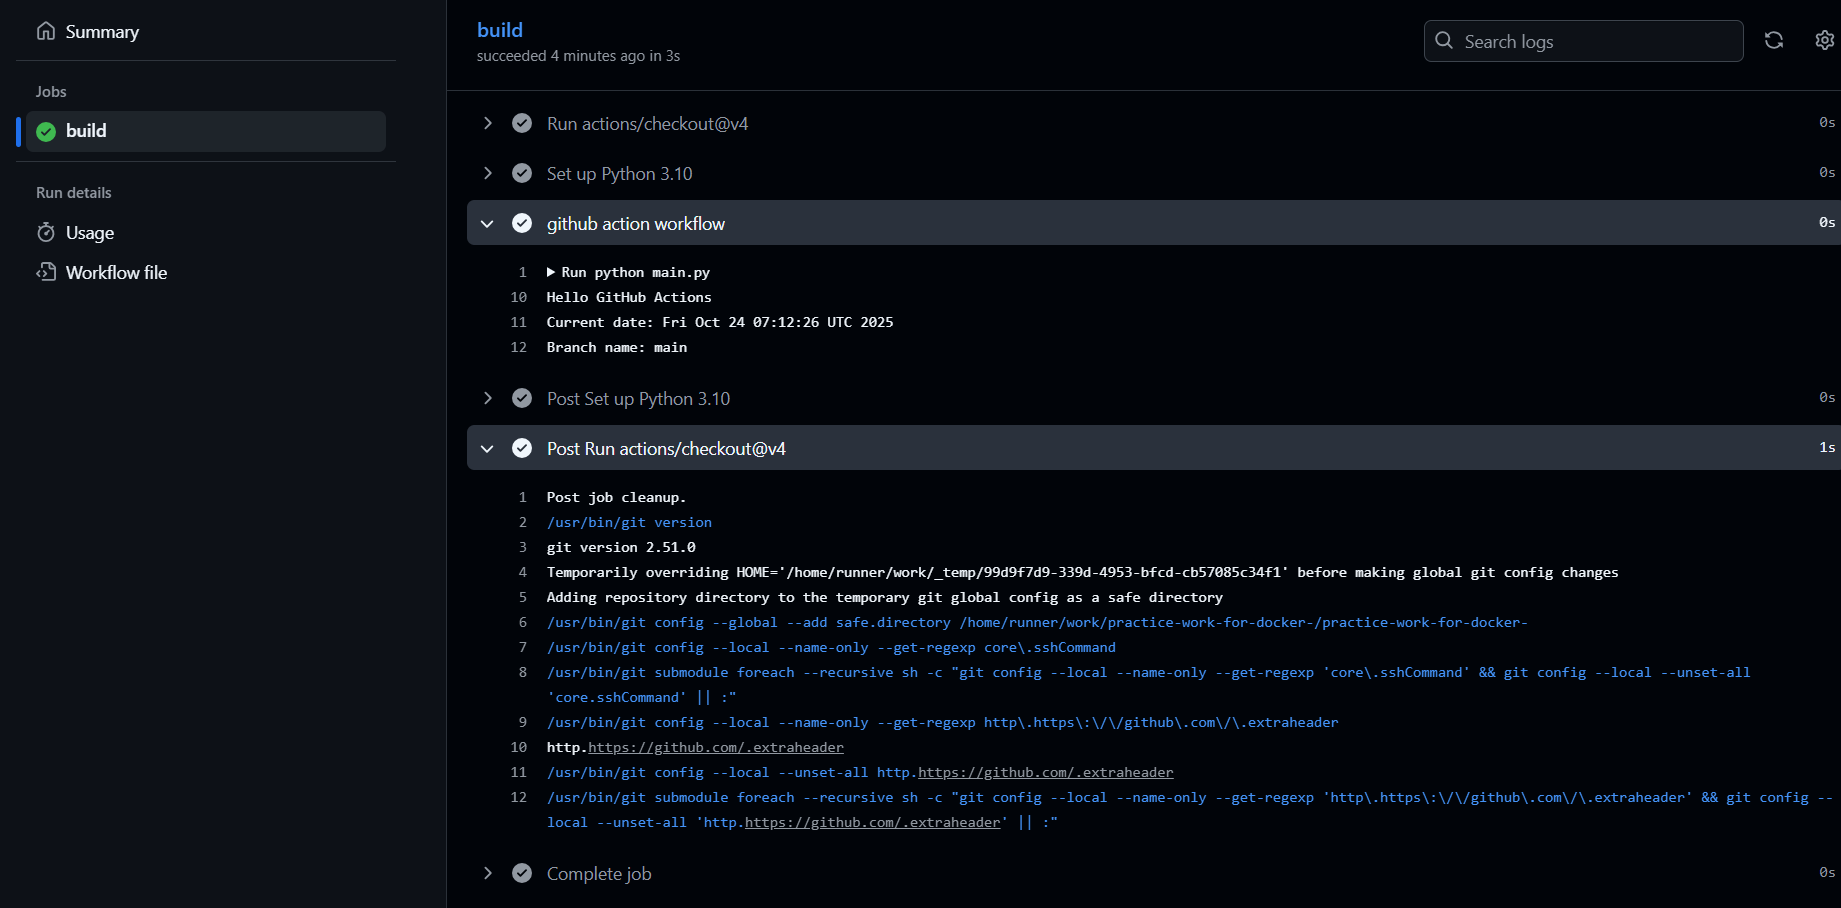 Summary
Jobs
build
Run details
Usage
Workflow file
build
succeeded 4 minutes ago in 3s
Search logs
Run actions/checkout@v4 0s
Set up Python 3.10 0s
github action workflow 0s
1 Run python main.py
10 Hello GitHub Actions
11 Current date: Fri Oct 24 07:12:26 UTC 2025
12 Branch name: main
Post Set up Python 3.10 0s
Post Run actions/checkout@v4 1s
1 Post job cleanup.
2 /usr/bin/git version
3 git version 2.51.0
4 Temporarily overriding HOME='/home/runner/work/_temp/99d9f7d9-339d-4953-bfcd-cb57085c34f1' before making global git config changes
5 Adding repository directory to the temporary git global config as a safe directory
6 /usr/bin/git config --global --add safe.directory /home/runner/work/practice-work-for-docker-/practice-work-for-docker-
7 /usr/bin/git config --local --name-only --get-regexp core\.sshCommand
8 /usr/bin/git submodule foreach --recursive sh -c "git config --local --name-only --get-regexp 'core\.sshCommand' && git config --local --unset-all
'core.sshCommand' || :"
9 /usr/bin/git config --local --name-only --get-regexp http\.https\:\/\/github\.com\/\.extraheader
10 http.https://github.com/.extraheader
11 /usr/bin/git config --local --unset-all http.https://github.com/.extraheader
12 /usr/bin/git submodule foreach --recursive sh -c "git config --local --name-only --get-regexp 'http\.https\:\/\/github\.com\/\.extraheader' && git config --
local --unset-all 'http.https://github.com/.extraheader' || :"
Complete job 0s